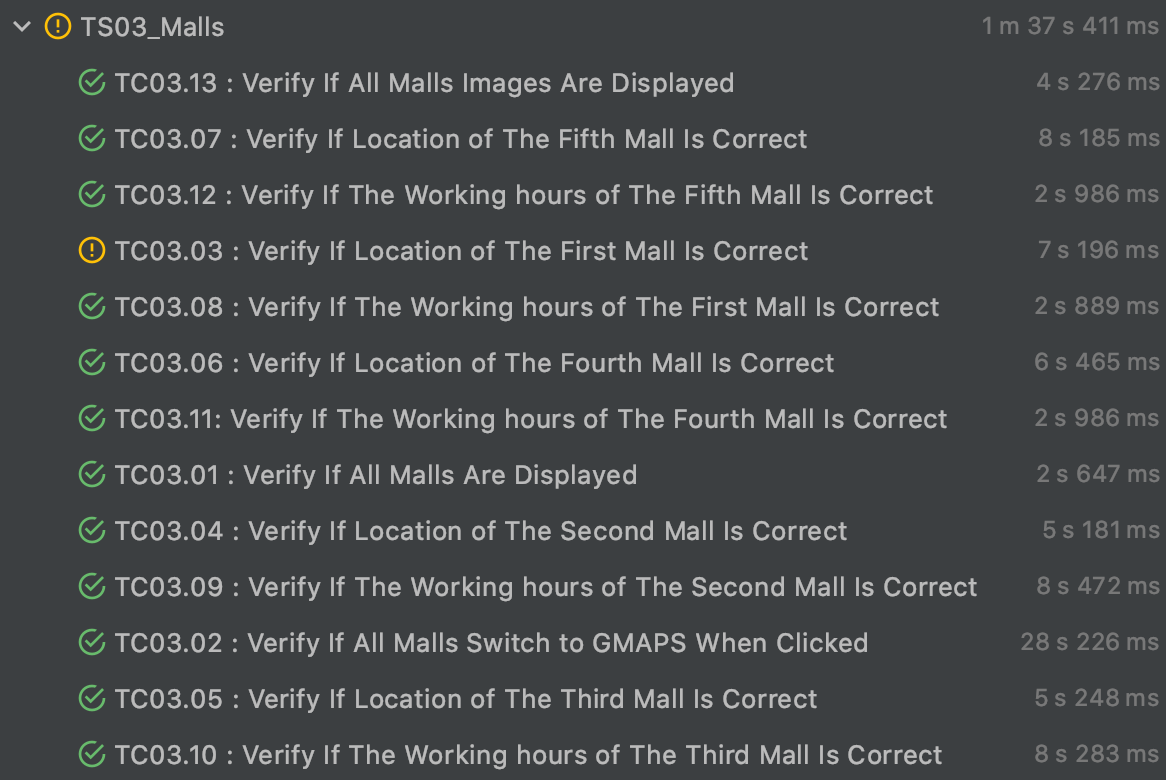 TS03_Malls 1 m 37 s 411 ms
TC03.13 : Verify If All Malls Images Are Displayed 4 s 276 ms
TC03.07 : Verify If Location of The Fifth Mall Is Correct 8 s 185 ms
TC03.12 : Verify If The Working hours of The Fifth Mall Is Correct 2 s 986 ms
TC03.03 : Verify If Location of The First Mall Is Correct 7 s 196 ms
TC03.08 : Verify If The Working hours of The First Mall Is Correct 2 s 889 ms
TC03.06 : Verify If Location of The Fourth Mall Is Correct 6 s 465 ms
TC03.11: Verify If The Working hours of The Fourth Mall Is Correct 2 s 986 ms
TC03.01 : Verify If All Malls Are Displayed 2 s 647 ms
TC03.04 : Verify If Location of The Second Mall Is Correct 5 s 181 ms
TC03.09 : Verify If The Working hours of The Second Mall Is Correct 8 s 472 ms
TC03.02 : Verify If All Malls Switch to GMAPS When Clicked 28 s 226 ms
TC03.05 : Verify If Location of The Third Mall Is Correct 5 s 248 ms
TC03.10 : Verify If The Working hours of The Third Mall Is Correct 8 s 283 ms